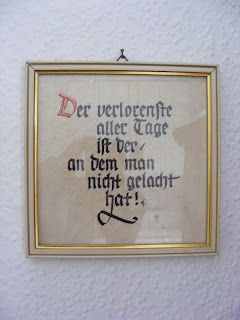 Der verlorenste
aller Tage
ist der,
an dem man
nicht gelacht
hat!